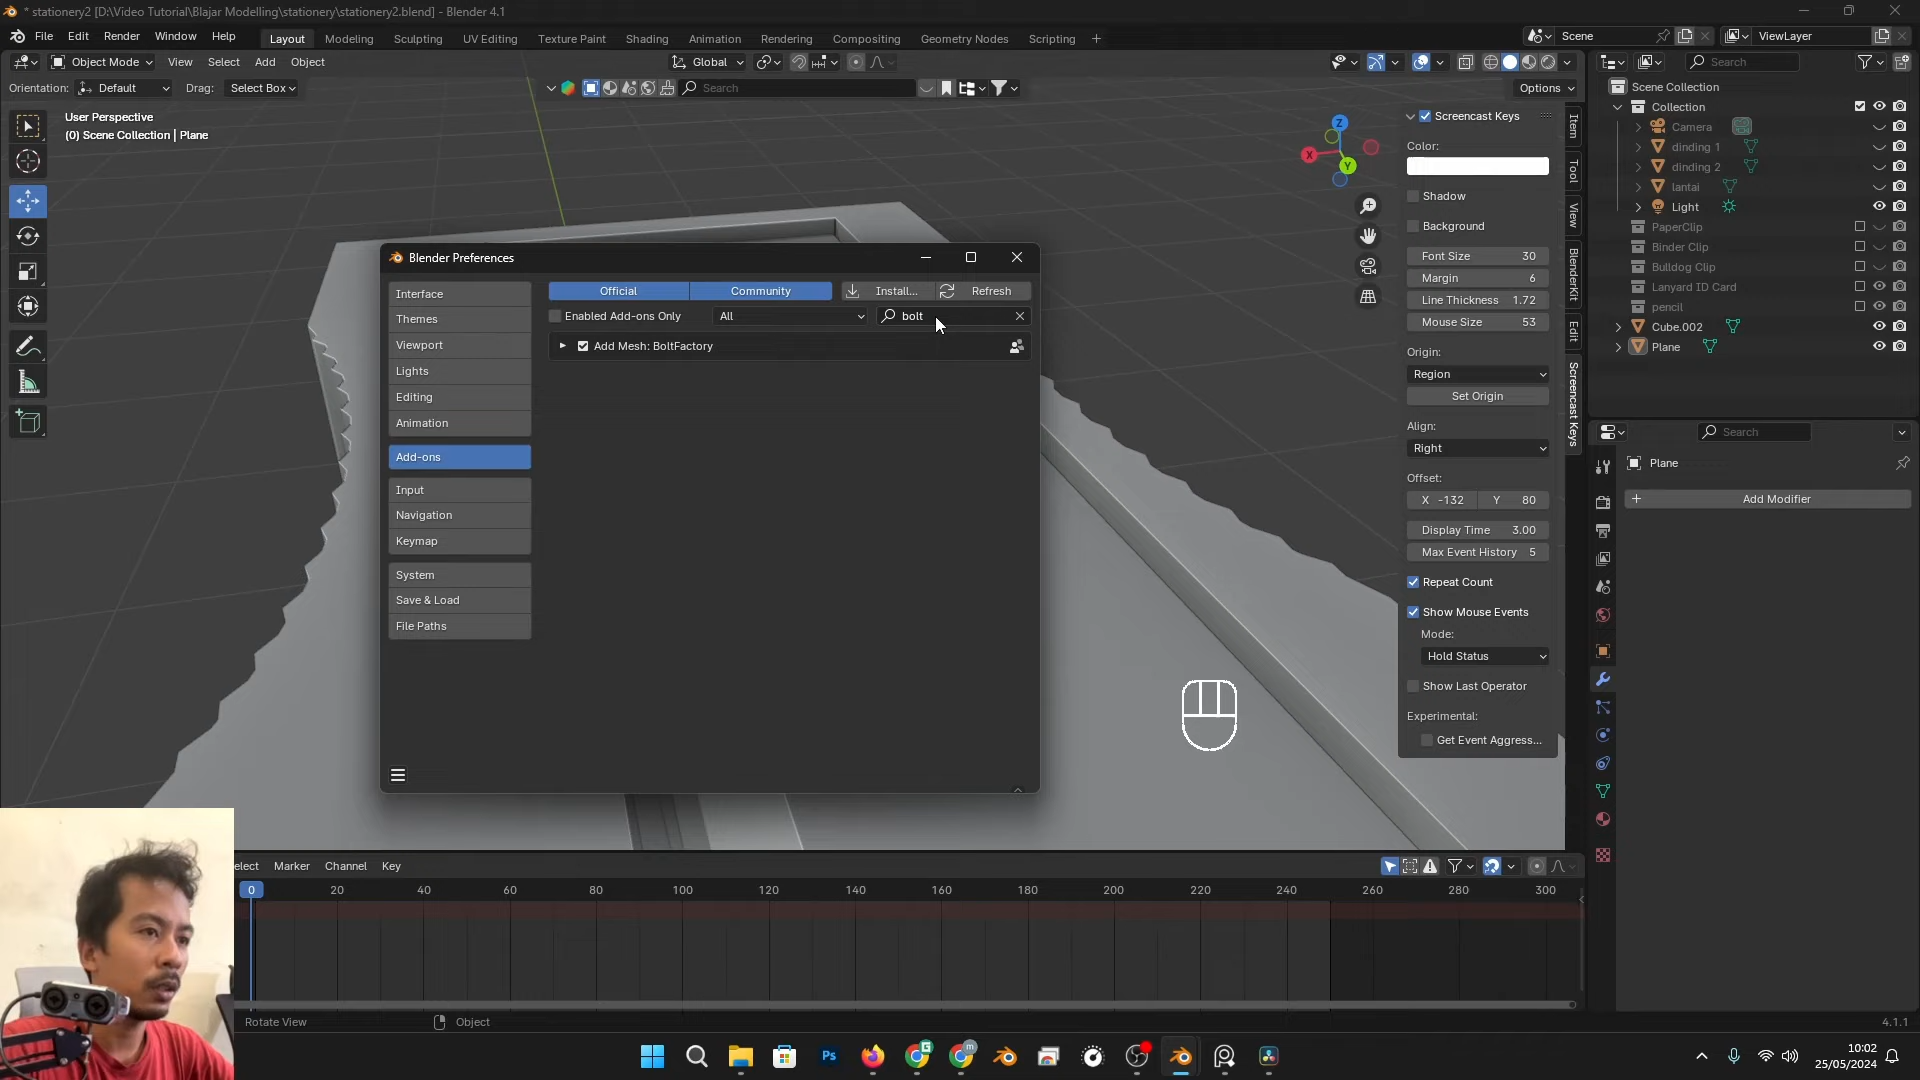 * stationery2 [D:\Video Tutorial\Blajar Modelling\stationery\stationery2.blend] - Blender 4.1
File Edit Render Window Help
Layout Modeling Sculpting UV Editing Texture Paint Shading Animation Rendering Compositing Geometry Nodes Scripting +
Scene
ViewLayer
Object Mode View Select Add Object
Global
Search
Orientation: Default Drag: Select Box
Search
Options
User Perspective
(0) Scene Collection | Plane
Z
X
Y
Screencast Keys
Color:
Shadow
Background
Font Size 30
Margin 6
Line Thickness 1.72
Mouse Size 53
Origin:
Region
Set Origin
Align:
Right
Offset:
X -132 Y 80
Display Time 3.00
Max Event History 5
Repeat Count
Show Mouse Events
Mode:
Hold Status
Show Last Operator
Experimental:
Get Event Aggress...
Item
Tool
View
BlenderKit
Edit
Screencast Keys
Scene Collection
Collection
Camera
dinding 1
dinding 2
lantai
Light
PaperClip
Binder Clip
Bulldog Clip
Lanyard ID Card
pencil
Cube.002
Plane
Search
Plane
+ Add Modifier
Blender Preferences
Interface
Themes
Viewport
Lights
Editing
Animation
Add-ons
Input
Navigation
Keymap
System
Save & Load
File Paths
Official Community Install... Refresh
Enabled Add-ons Only All bolt
Add Mesh: BoltFactory
elect Marker Channel Key
0 20 40 60 80 100 120 140 160 180 200 220 240 260 280 300
Rotate View Object
4.1.1
Ps
10:02
25/05/2024